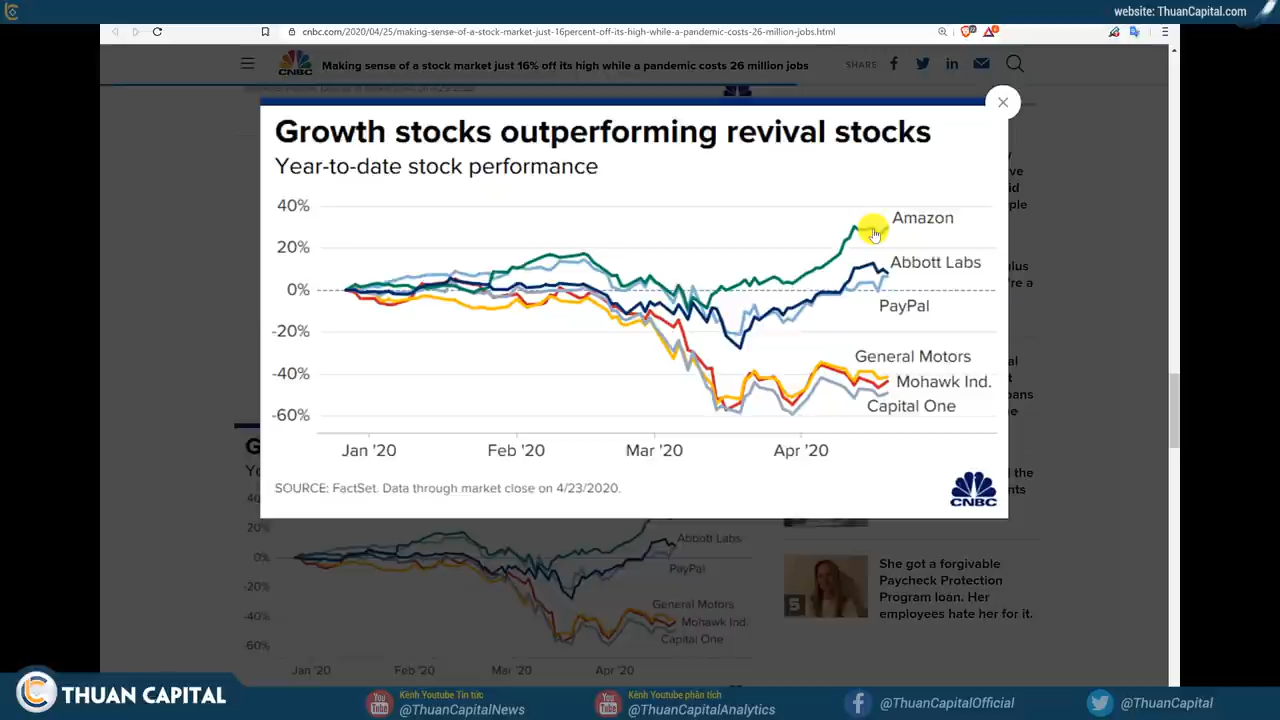 website: ThuanCapital.com
cnbc.com/2020/04/25/making-sense-of-a-stock-market-just-16percent-off-its-high-while-a-pandemic-costs-26-million-jobs.html
CNBC
Making sense of a stock market just 16% off its high while a pandemic costs 26 million jobs
SHARE
Growth stocks outperforming revival stocks
Year-to-date stock performance
40%
20%
0%
-20%
-40%
-60%
Amazon
Abbott Labs
PayPal
General Motors
Mohawk Ind.
Capital One
Jan '20
Feb '20
Mar '20
Apr '20
SOURCE: FactSet. Data through market close on 4/23/2020.
CNBC
20%
0%
-20%
-40%
-60%
Abbott Labs
PayPal
General Motors
Mohawk Ind.
Capital One
Jan '20
Feb '20
Mar '20
Apr '20
5
She got a forgivable
Paycheck Protection
Program loan. Her
employees hate her for it.
THUAN CAPITAL
You Tube
Kênh Youtube Tin tức
@ThuanCapitalNews
You Tube
Kênh Youtube phân tích
@ThuanCapitalAnalytics
@ThuanCapitalOfficial
@ThuanCapital